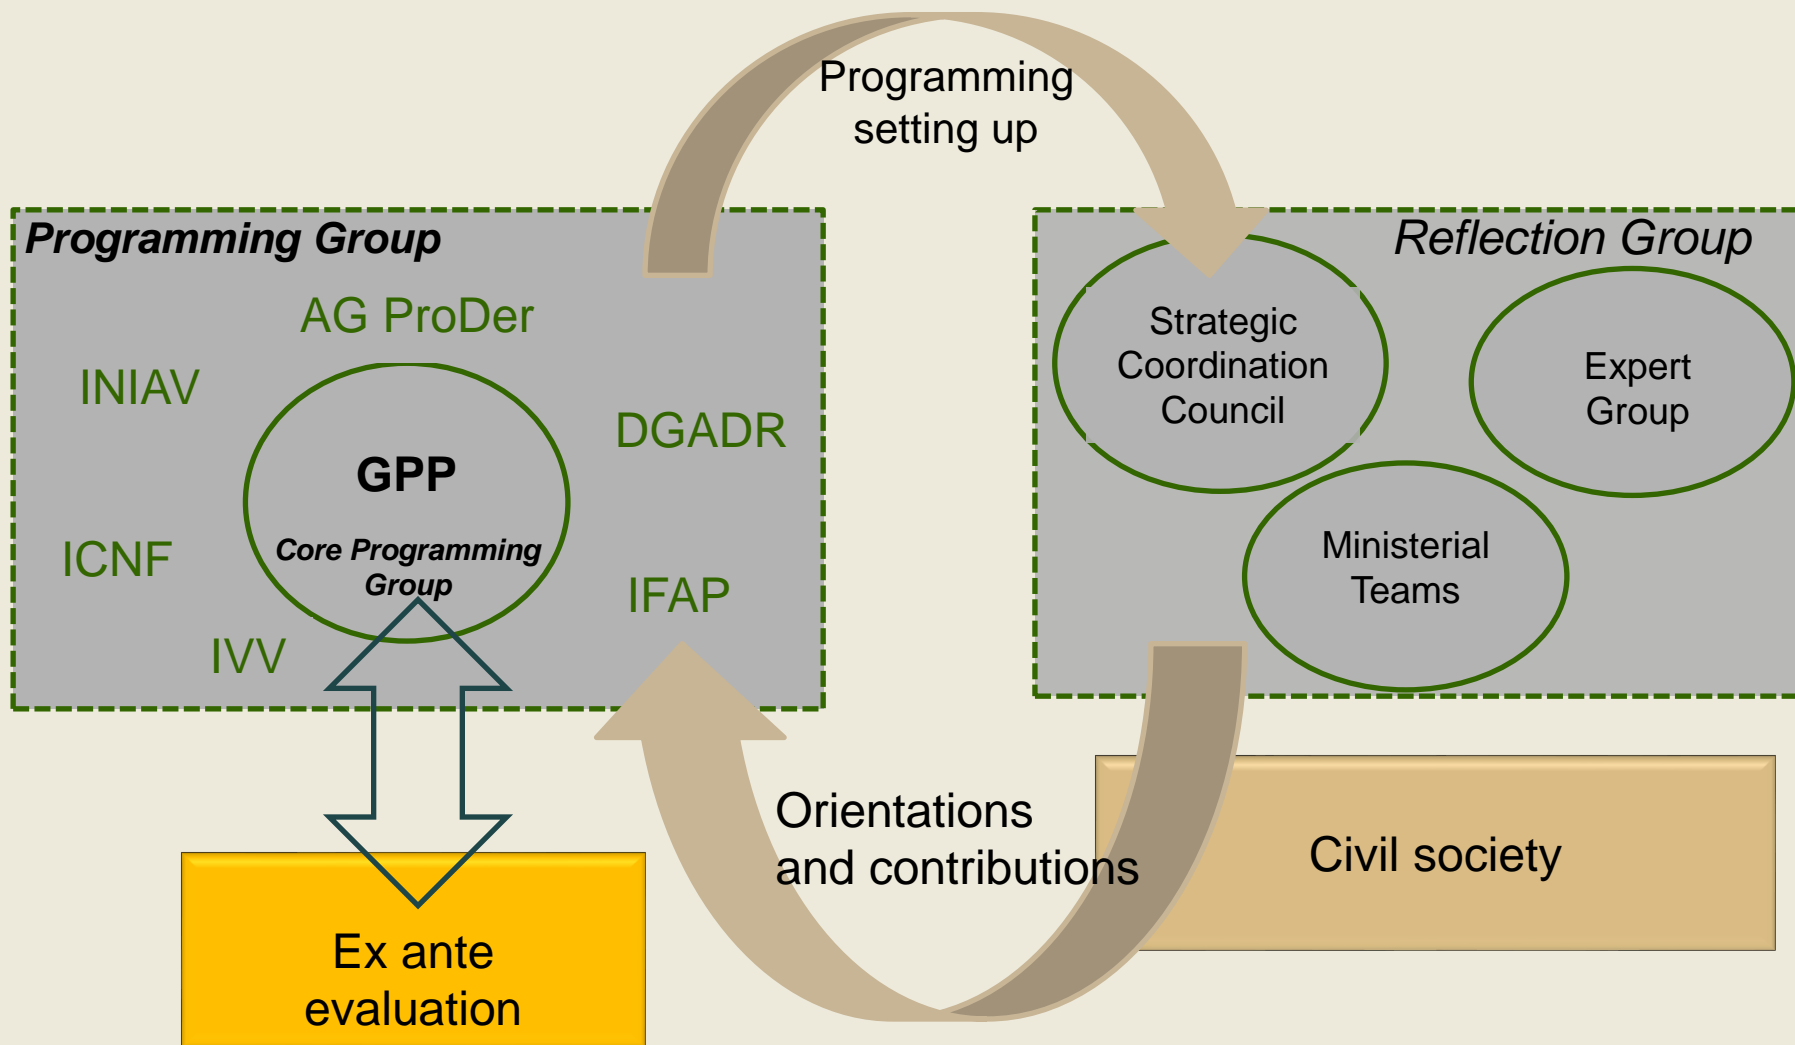 Programming
setting up
Programming Group
AG ProDer
INIAV
DGADR
GPP
Core Programming
Group
ICNF
IFAP
IVV
Reflection Group
Strategic
Coordination
Council
Expert
Group
Ministerial
Teams
Orientations
and contributions
Civil society
Ex ante
evaluation